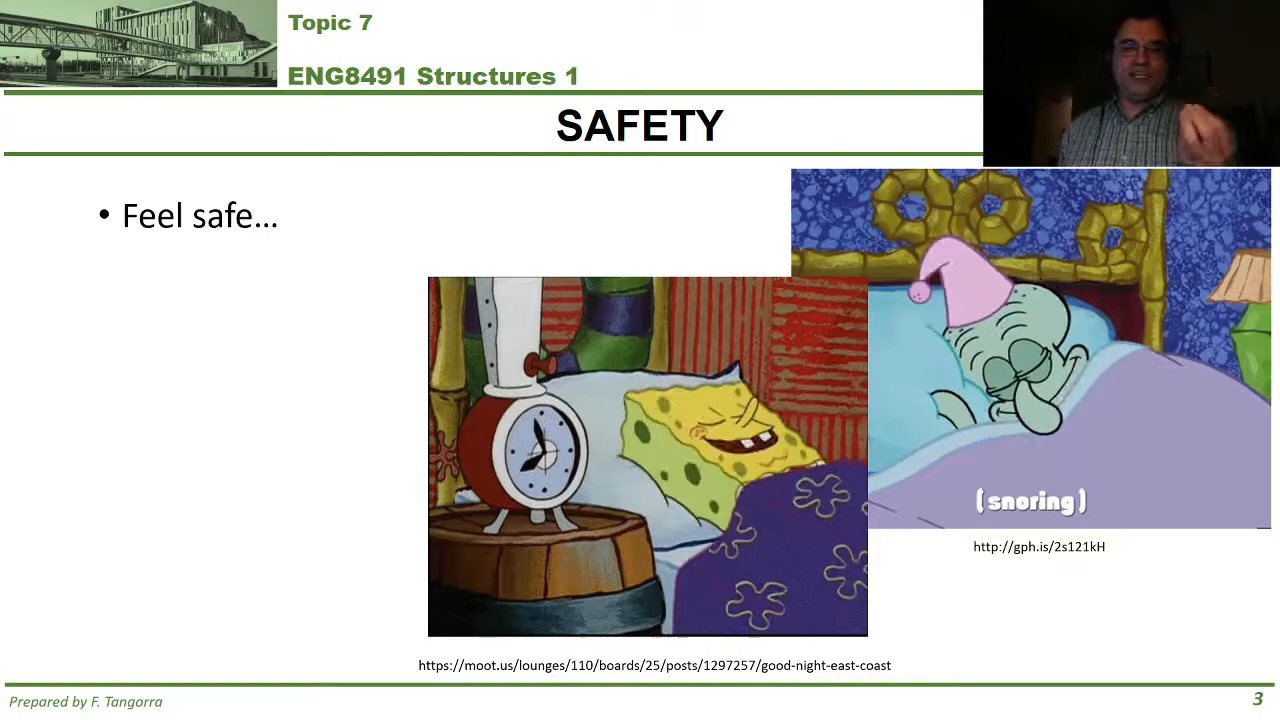 Topic 7
ENG8491 Structures 1
SAFETY
• Feel safe...
(snoring)
http://gph.is/2s121kH
https://moot.us/lounges/110/boards/25/posts/1297257/good-night-east-coast
Prepared by F. Tangorra
3